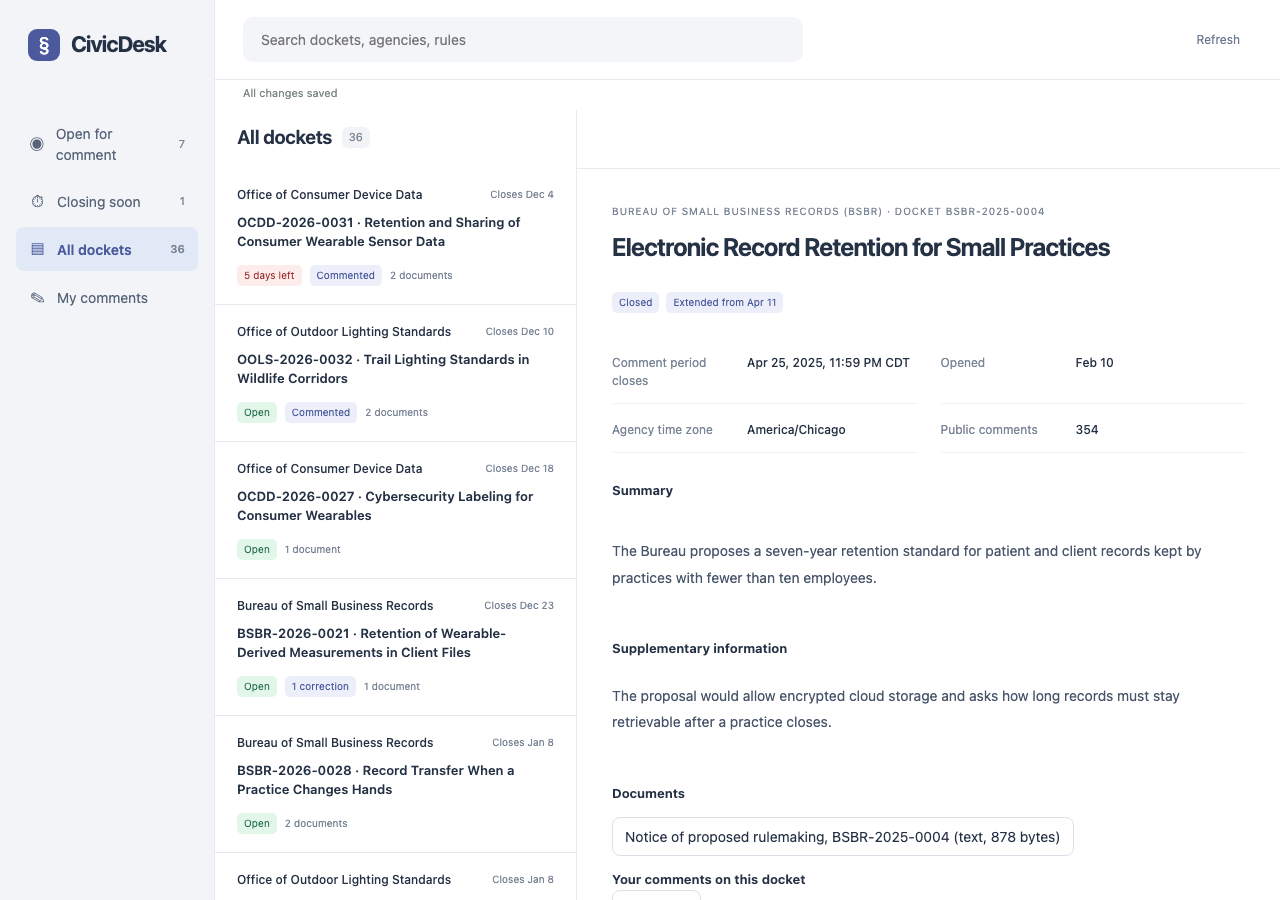 § CivicDesk
Search dockets, agencies, rules
Refresh
All changes saved
Open for
comment
7
Closing soon
1
All dockets
36
My comments
All dockets 36
Office of Consumer Device Data
Closes Dec 4
OCDD-2026-0031 · Retention and Sharing of
Consumer Wearable Sensor Data
5 days left Commented 2 documents
Office of Outdoor Lighting Standards
Closes Dec 10
OOLS-2026-0032 · Trail Lighting Standards in
Wildlife Corridors
Open Commented 2 documents
Office of Consumer Device Data
Closes Dec 18
OCDD-2026-0027 · Cybersecurity Labeling for
Consumer Wearables
Open 1 document
Bureau of Small Business Records
Closes Dec 23
BSBR-2026-0021 · Retention of Wearable-
Derived Measurements in Client Files
Open 1 correction 1 document
Bureau of Small Business Records
Closes Jan 8
BSBR-2026-0028 · Record Transfer When a
Practice Changes Hands
Open 2 documents
Office of Outdoor Lighting Standards
Closes Jan 8
BUREAU OF SMALL BUSINESS RECORDS (BSBR) · DOCKET BSBR-2025-0004
Electronic Record Retention for Small Practices
Closed Extended from Apr 11
Comment period
closes
Apr 25, 2025, 11:59 PM CDT
Opened
Feb 10
Agency time zone
America/Chicago
Public comments
354
Summary
The Bureau proposes a seven-year retention standard for patient and client records kept by
practices with fewer than ten employees.
Supplementary information
The proposal would allow encrypted cloud storage and asks how long records must stay
retrievable after a practice closes.
Documents
Notice of proposed rulemaking, BSBR-2025-0004 (text, 878 bytes)
Your comments on this docket